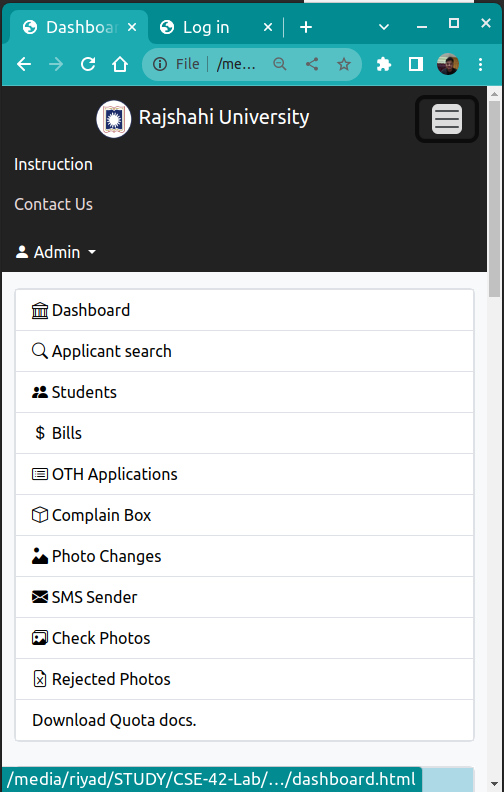 Dashboar
Log in
File
/me...
Rajshahi University
Instruction
Contact Us
Admin
Dashboard
Applicant search
Students
$ Bills
OTH Applications
Complain Box
Photo Changes
SMS Sender
Check Photos
Rejected Photos
Download Quota docs.
/media/riyad/STUDY/CSE-42-Lab/.../dashboard.html